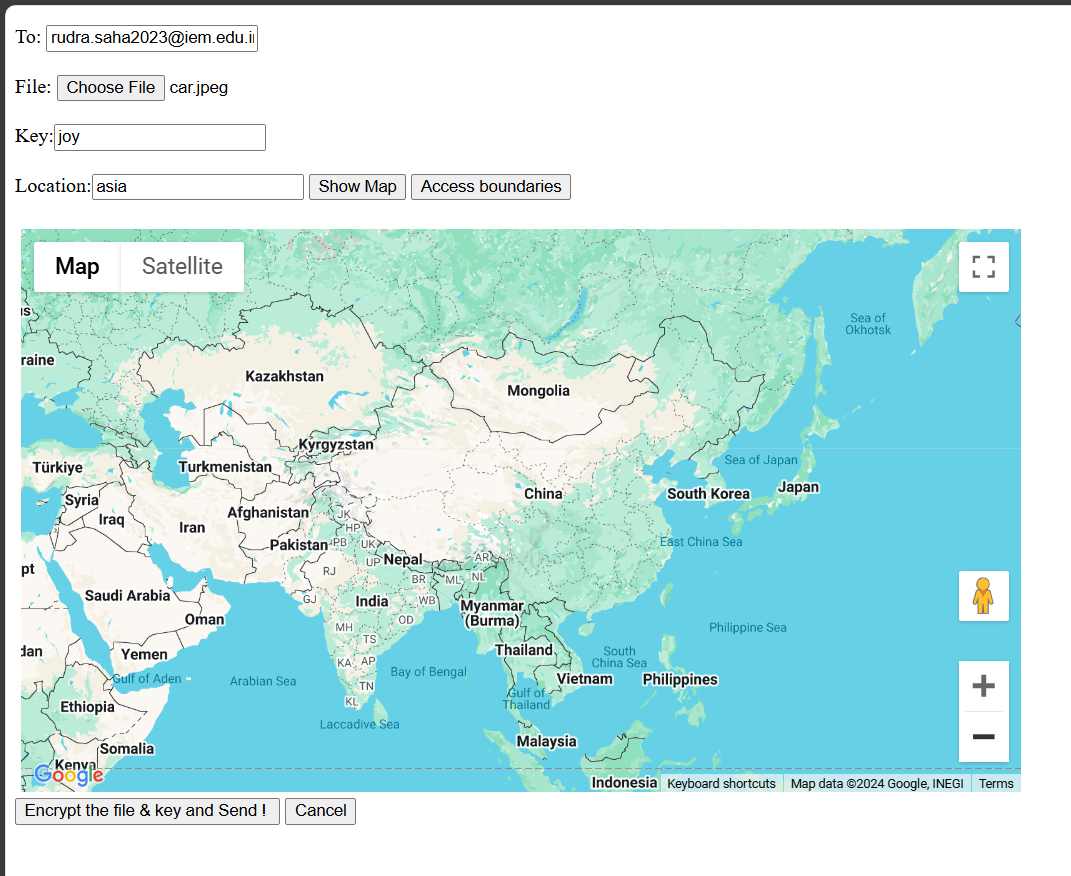 To: rudra.saha2023@iem.edu.i
File: Choose File car.jpeg
Key: joy
Location: asia Show Map Access boundaries
Map Satellite
Sea of
Okhotsk
raine
Kazakhstan
Mongolia
Kyrgyzstan
Türkiye
Turkmenistan
Sea of Japan
Syria
China
South Korea
Japan
Iraq
Iran
Afghanistan
JK
HP
Pakistan
PB
UK
East China Sea
pt
RJ
UP
Nepal
AR
BR
ML
NL
Saudi Arabia
GJ
India
WB
Myanmar
(Burma)
Oman
OD
MH
TS
Philippine Sea
dan
Yemen
Thailand
South
China Sea
KA
AP
Gulf of Aden
Arabian Sea
Bay of Bengal
Vietnam
Philippines
TN
KL
Gulf of
Thailand
Ethiopia
Laccadive Sea
Somalia
Malaysia
Kenya
Google
Indonesia
Keyboard shortcuts Map data ©2024 Google, INEGI Terms
Encrypt the file & key and Send ! Cancel